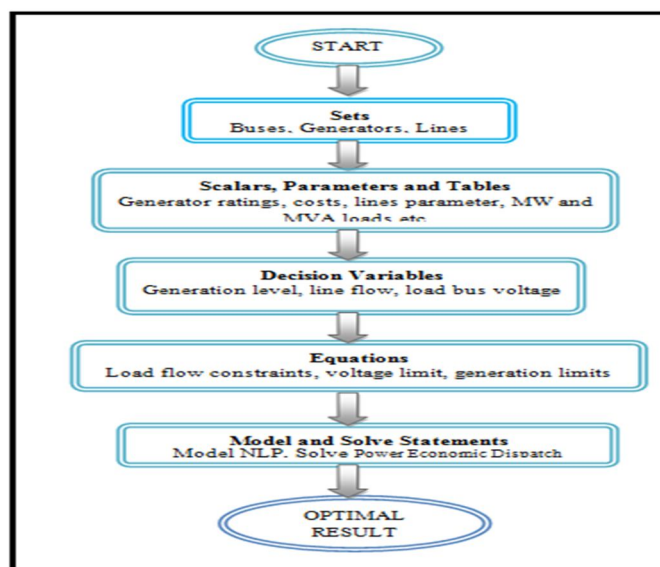 START
Sets
Buses, Generators, Lines
Scalars, Parameters and Tables
Generator ratings, costs, lines parameter, MW and
MVA loads etc
Decision Variables
Generation level, line flow, load bus voltage
Equations
Load flow constraints, voltage limit, generation limits
Model and Solve Statements
Model NLP. Solve Power Economic Dispatch
OPTIMAL
RESULT